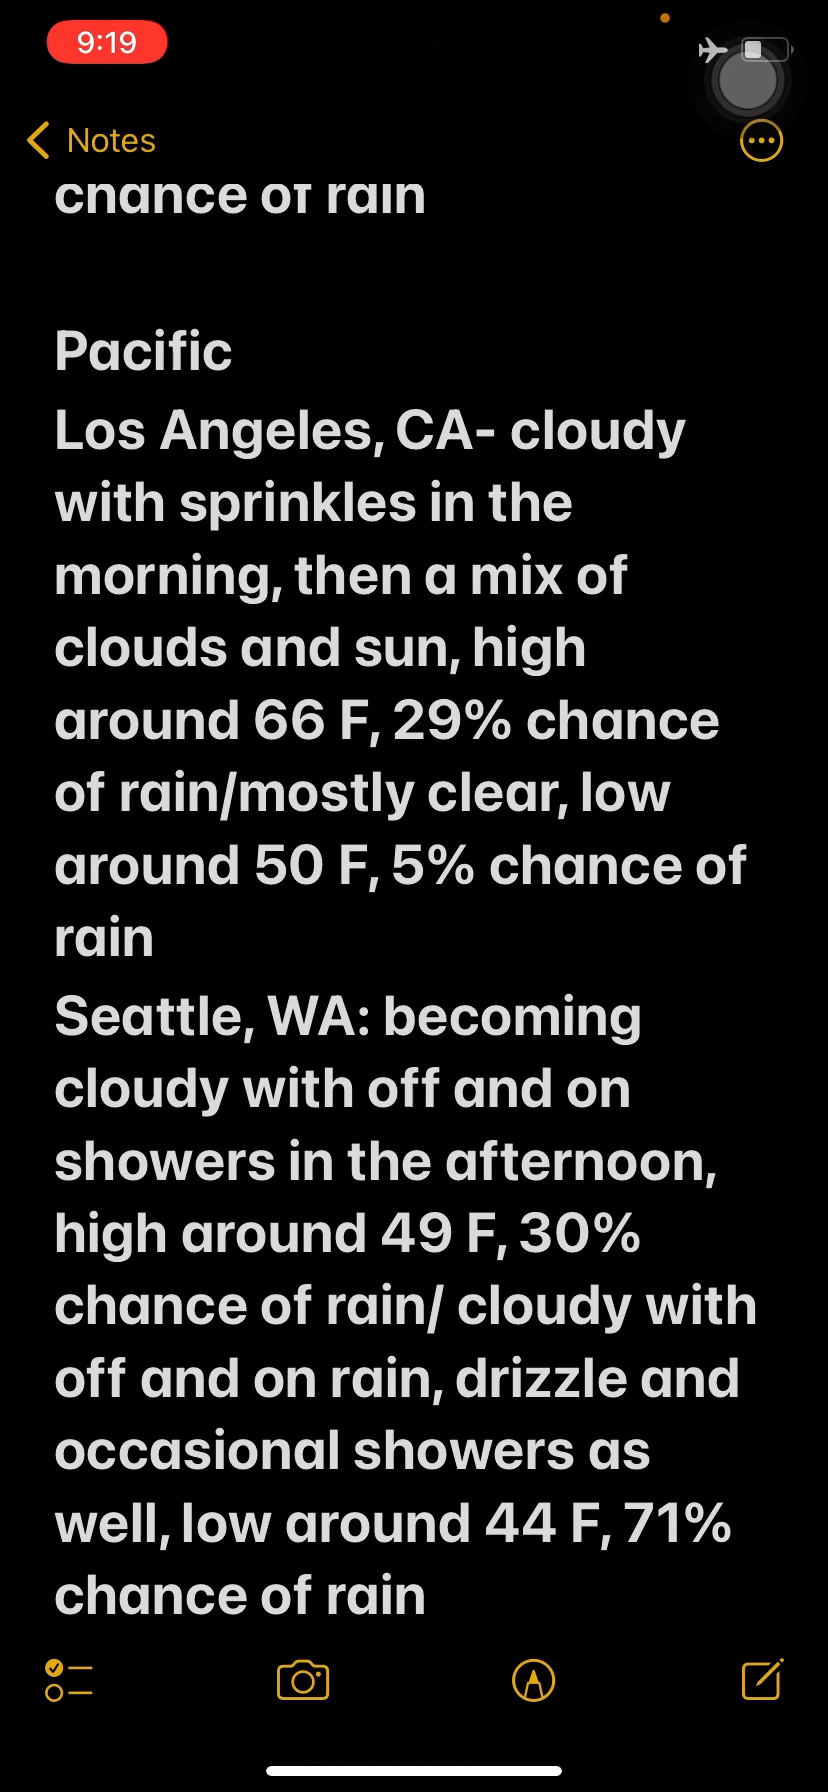 9:19
Notes
chance of rain
Pacific
Los Angeles, CA- cloudy
with sprinkles in the
morning, then a mix of
clouds and sun, high
around 66 F, 29% chance
of rain/mostly clear, low
around 50 F, 5% chance of
rain
Seattle, WA: becoming
cloudy with off and on
showers in the afternoon,
high around 49 F, 30%
chance of rain/ cloudy with
off and on rain, drizzle and
occasional showers as
well, low around 44 F, 71%
chance of rain